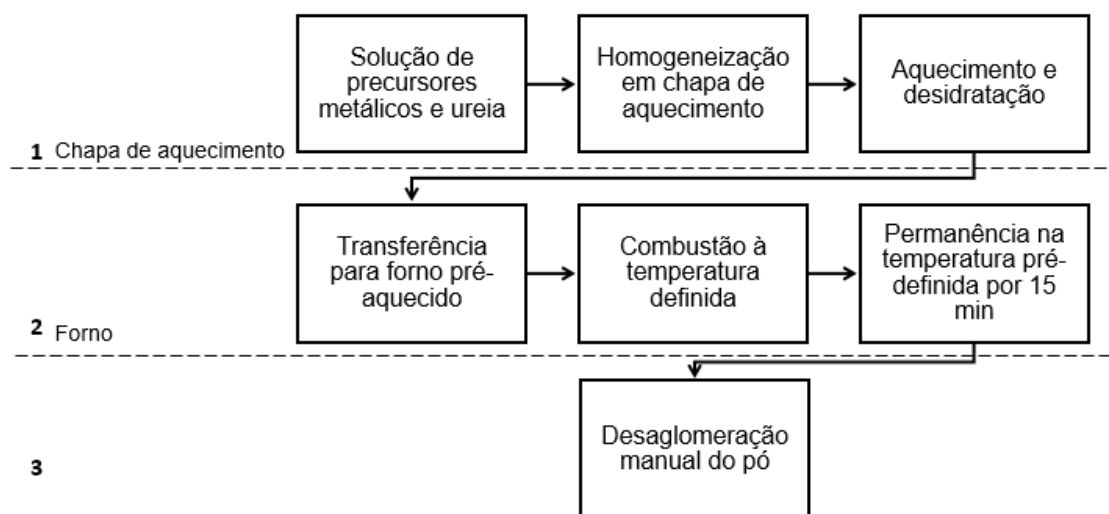 Solução de
precursores
metálicos e ureia
Homogeneização
em chapa de
aquecimento
Aquecimento e
desidratação
1 Chapa de aquecimento
Transferência
para forno pré-
aquecido
Combustão à
temperatura
definida
Permanência na
temperatura pré-
definida por 15
min
2 Forno
Desaglomeração
manual do pó
3